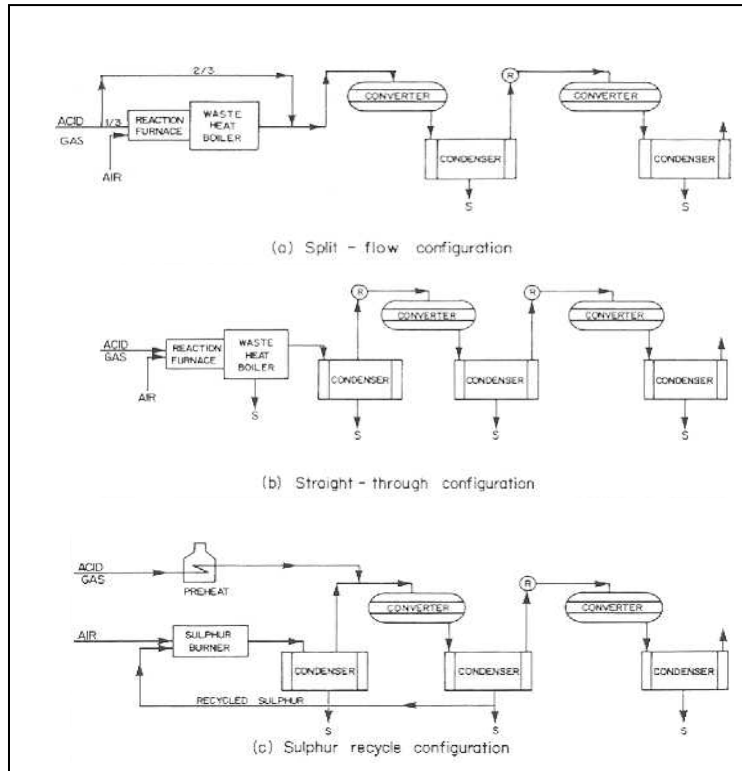 2/3
R
CONVERTER
CONVERTER
ACID
GAS
1/3
REACTION
FURNACE
WASTE
HEAT
BOILER
AIR
CONDENSER
CONDENSER
S
S
(a) Split - flow configuration
R
R
CONVERTER
CONVERTER
ACID
GAS
REACTION
FURNACE
WASTE
HEAT
BOILER
AIR
CONDENSER
CONDENSER
CONDENSER
S
S
S
S
(b) Straight - through configuration
ACID
GAS
PREHEAT
R
CONVERTER
CONVERTER
AIR
SULPHUR
BURNER
CONDENSER
CONDENSER
CONDENSER
RECYCLED SULPHUR
S
S
S
(c) Sulphur recycle configuration